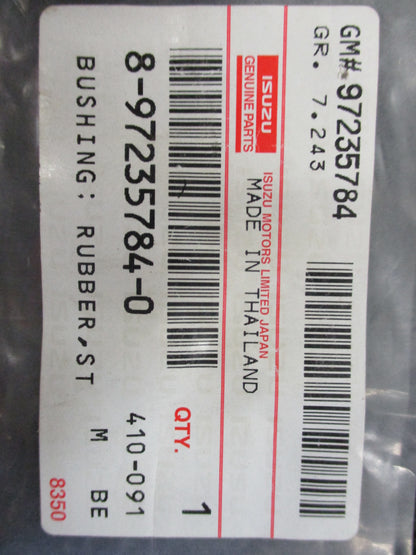 GM#.97235784
GR. 7.243
ISUZU
GENUINE PARTS
ISUZU MOTORS LIMITED JAPAN
MADE IN THAILAND
QTY.
1
8-97235784-0
410-091
BUSHING; RUBBER,ST
M BE
8350